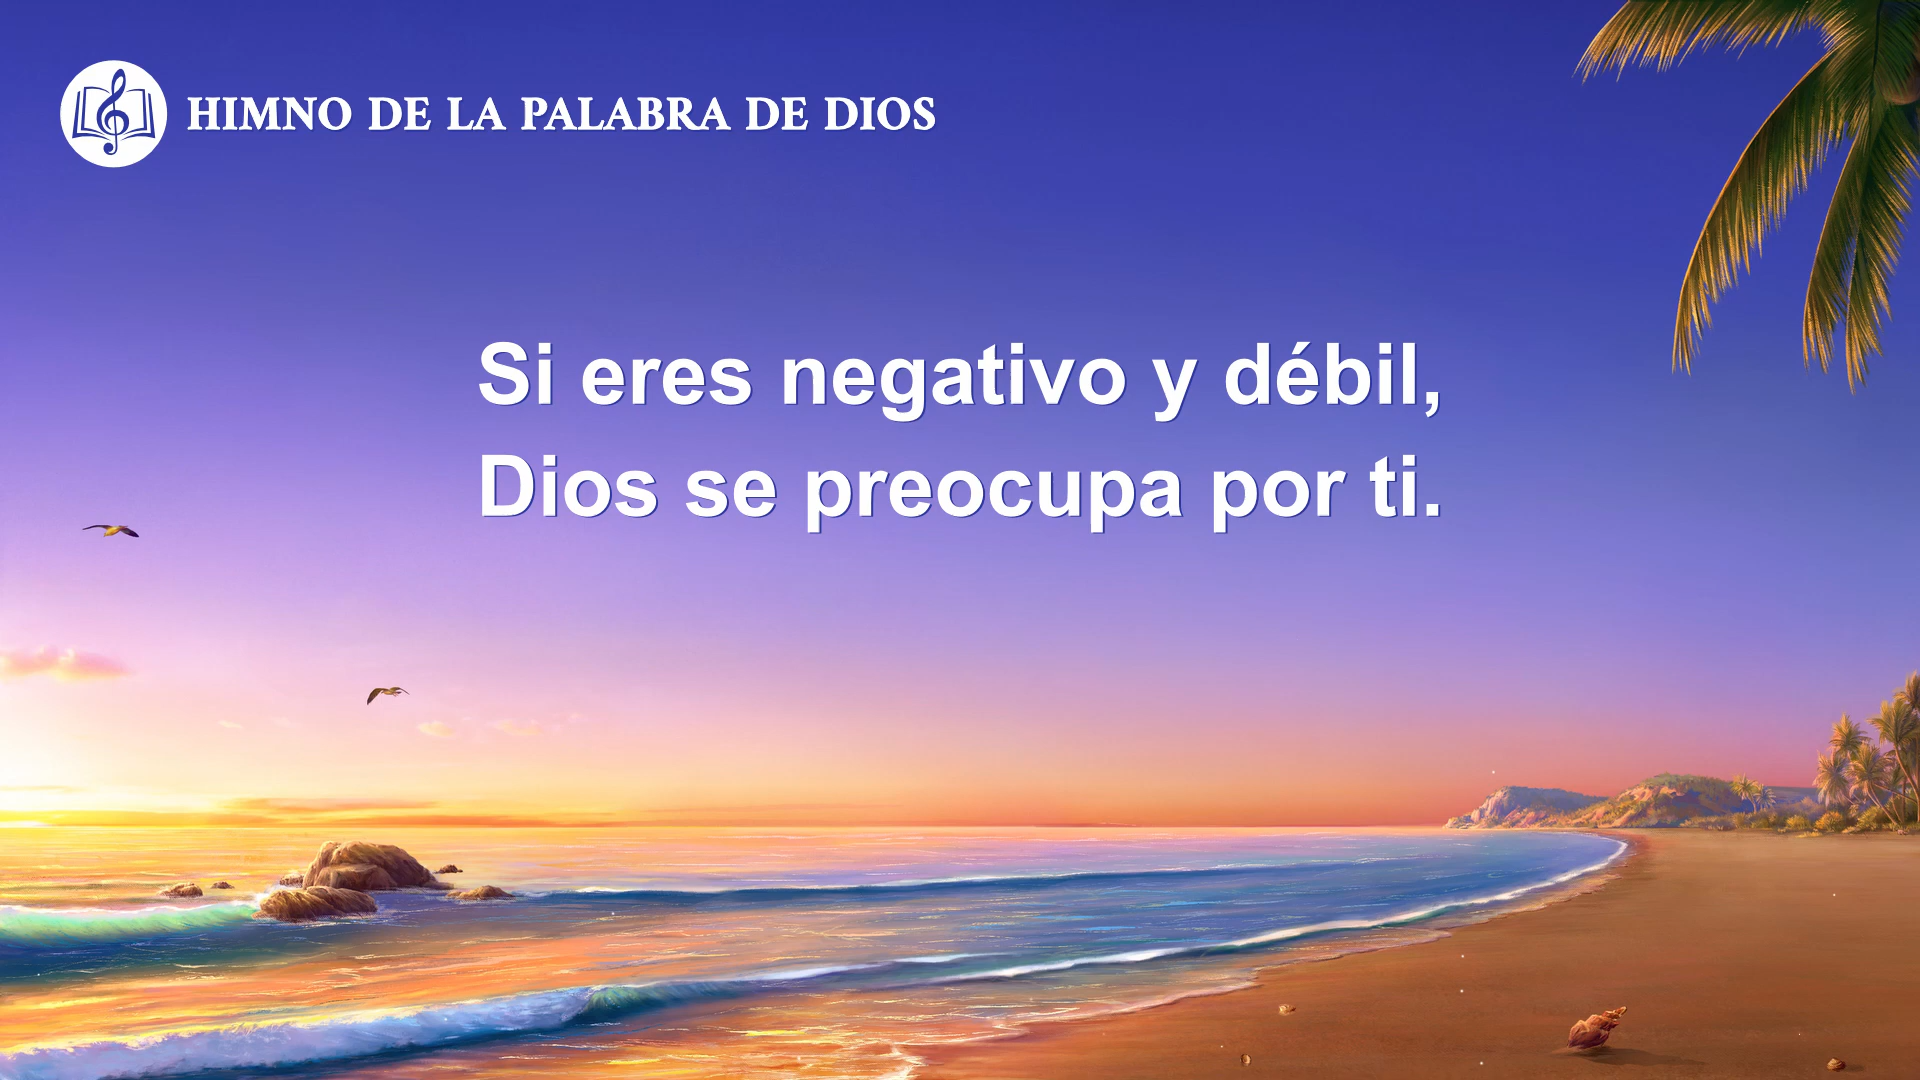 HIMNO DE LA PALABRA DE DIOS
Si eres negativo y débil,
Dios se preocupa por ti.